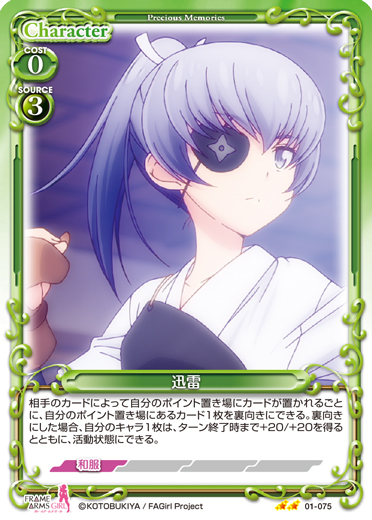 Precious Memories
Character
COST
0
SOURCE
3
迅雷
相手のカードによって自分のポイント置き場にカードが置かれるごと
に、自分のポイント置き場にあるカード1枚を裏向きにできる。裏向き
にした場合、自分のキャラ1枚は、ターン終了時まで+20/+20を得る
とともに、活動状態にできる。
和服
FRAME
ARMS GIRL
©KOTOBUKIYA / FAGirl Project
01-075